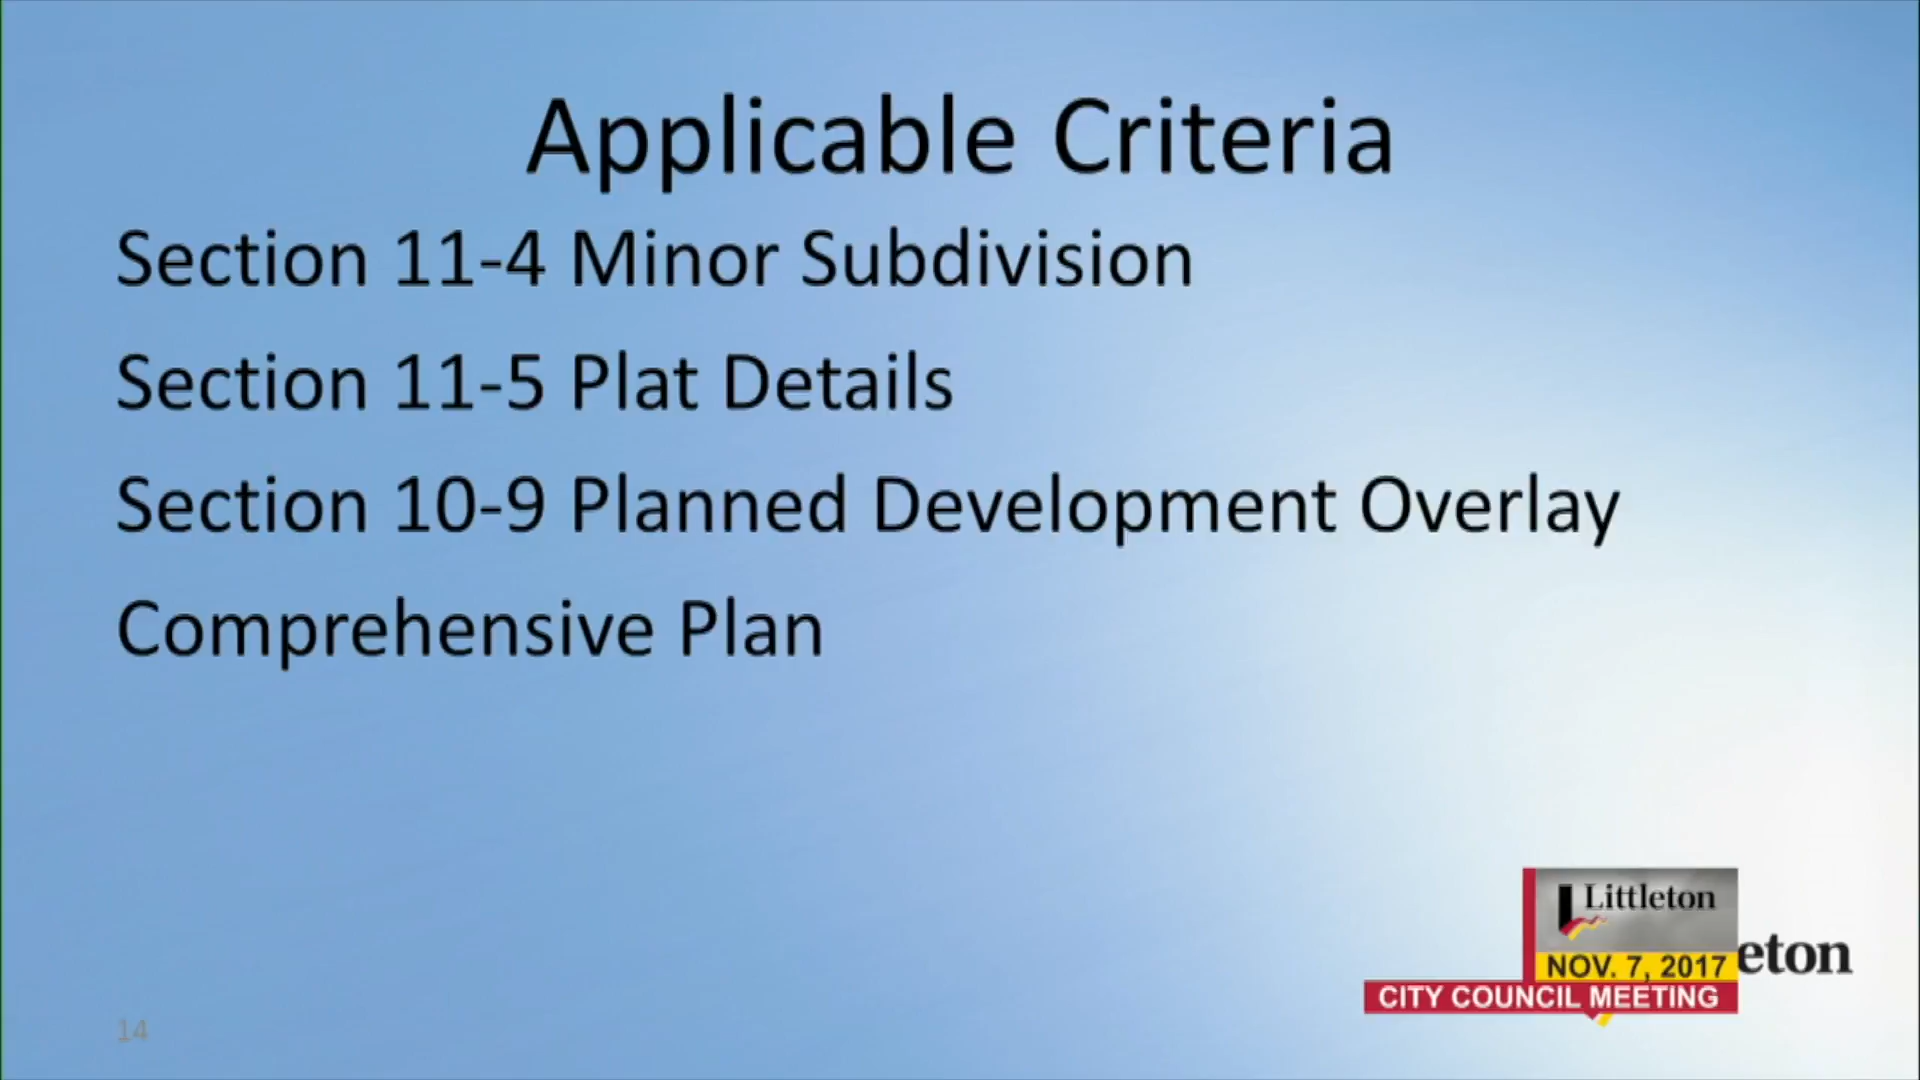 Applicable Criteria
Section 11-4 Minor Subdivision
Section 11-5 Plat Details
Section 10-9 Planned Development Overlay
Comprehensive Plan
Littleton
eton
NOV. 7, 2017
CITY COUNCIL MEETING
14